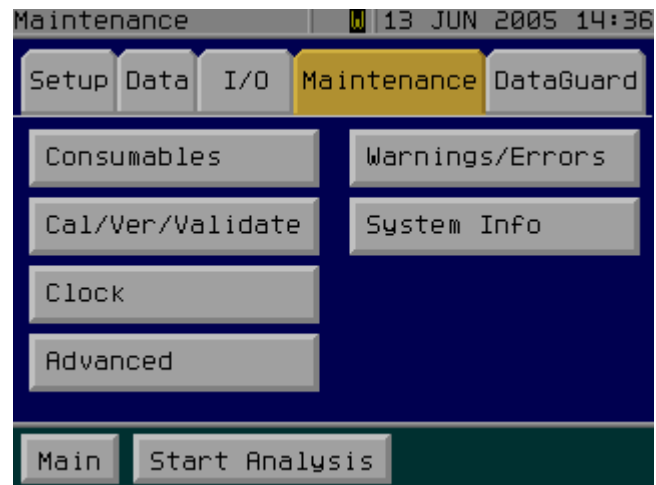 Maintenance W 13 JUN 2005 14:36
Setup Data I/O Maintenance DataGuard
Consumables Warnings/Errors
Cal/Ver/Validate System Info
Clock
Advanced
Main Start Analysis